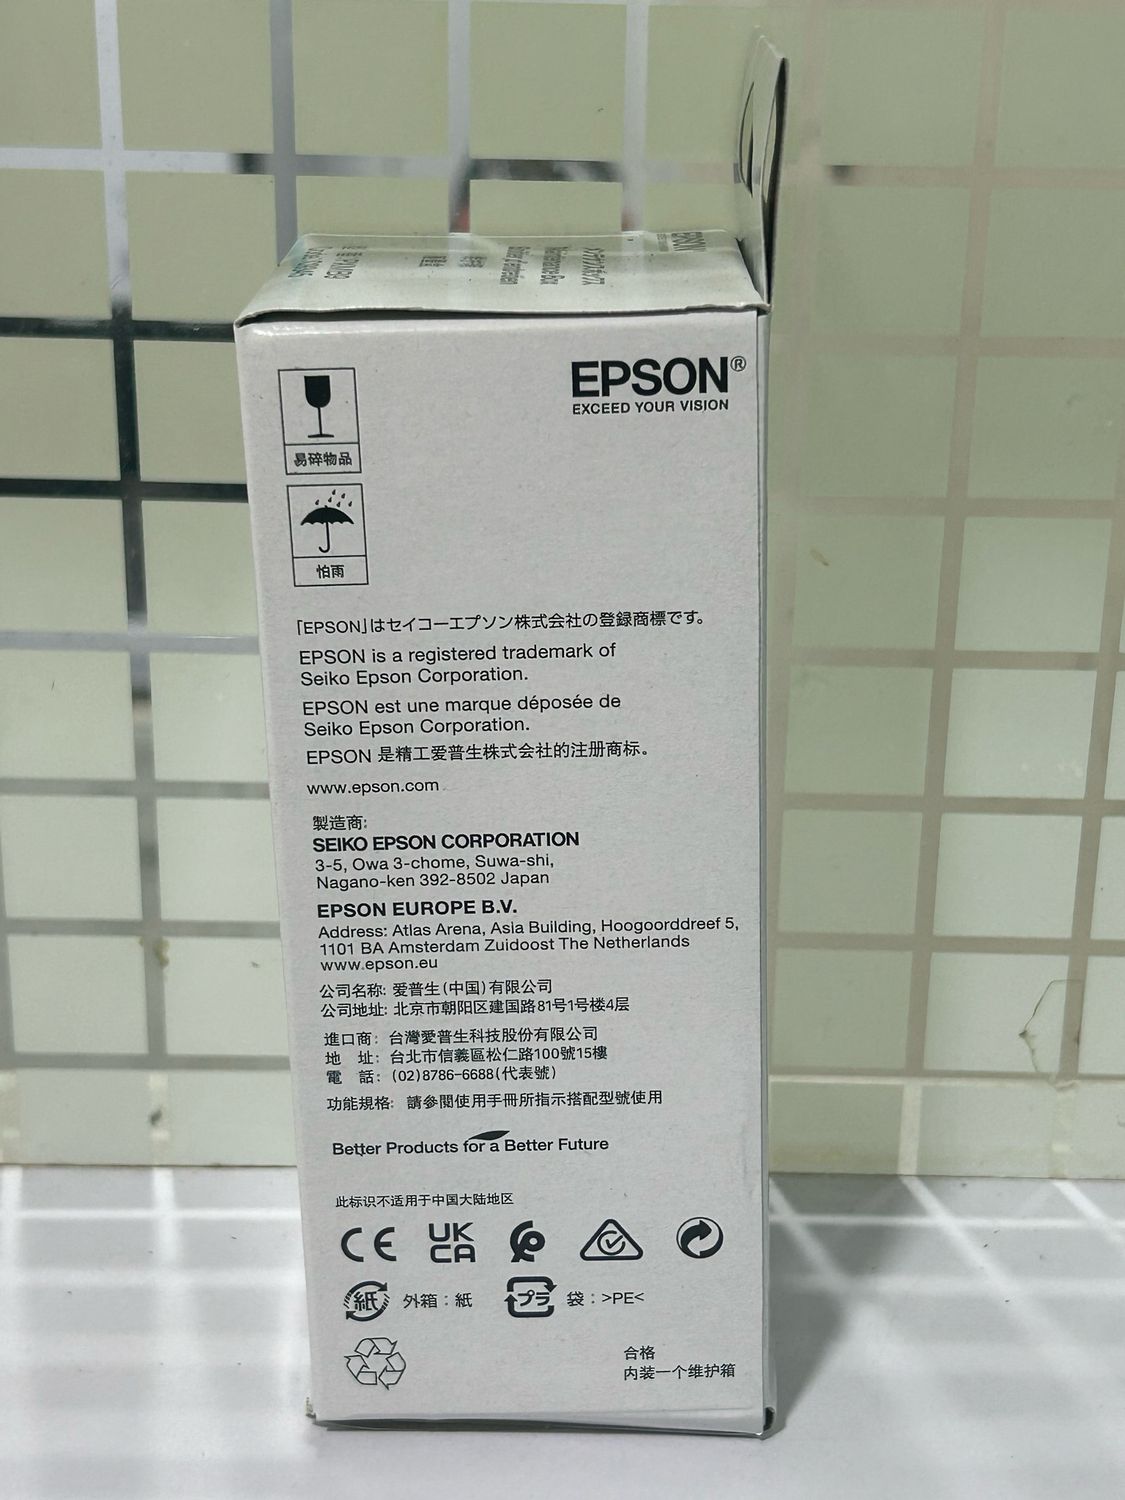 Maintenance Box
EPSON®
EXCEED YOUR VISION
易碎物品
怕雨
「EPSON」はセイコーエプソン株式会社の登録商標です。
EPSON is a registered trademark of
Seiko Epson Corporation.
EPSON est une marque déposée de
Seiko Epson Corporation.
EPSON 是精工爱普生株式会社的注册商标。
www.epson.com
製造商:
SEIKO EPSON CORPORATION
3-5, Owa 3-chome, Suwa-shi,
Nagano-ken 392-8502 Japan
EPSON EUROPE B.V.
Address: Atlas Arena, Asia Building, Hoogoorddreef 5,
1101 BA Amsterdam Zuidoost The Netherlands
www.epson.eu
公司名称: 爱普生(中国)有限公司
公司地址: 北京市朝阳区建国路81号1号楼4层
進口商: 台灣愛普生科技股份有限公司
地 址: 台北市信義區松仁路100號15樓
電 話: (02)8786-6688(代表號)
功能規格: 請參閱使用手冊所指示搭配型號使用
Better Products for a Better Future
此标识不适用于中国大陆地区
CE UKCA
紙 外箱：紙 プラ 袋：>PE<
合格
内装一个维护箱